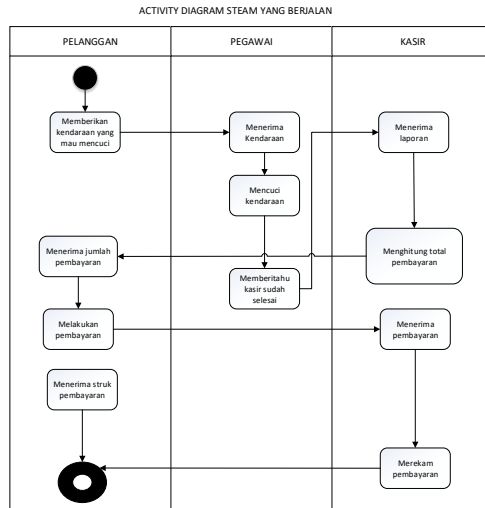 ACTIVITY DIAGRAM STEAM YANG BERJALAN
PELANGGAN
PEGAWAI
KASIR
Memberikan
kendaraan yang
mau mencuci
Menerima
Kendaraan
Menerima
laporan
Mencuci
kendaraan
Menerima jumlah
pembayaran
Memberitahu
kasir sudah
selesai
Menghitung total
pembayaran
Melakukan
pembayaran
Menerima
pembayaran
Menerima struk
pembayaran
Merekam
pembayaran